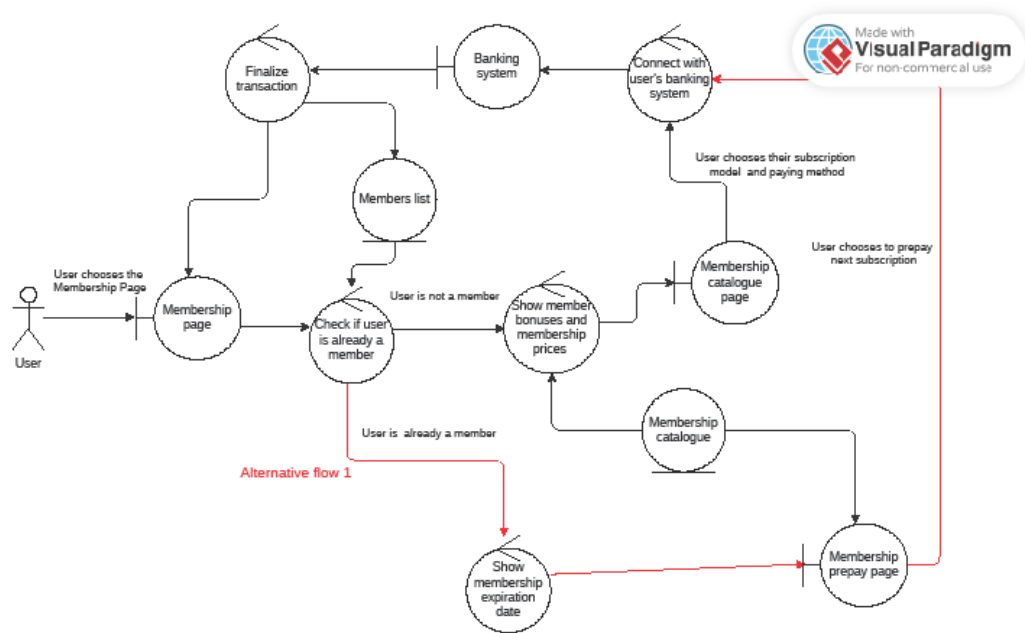 Made with
Visual Paradigm
For non-commercial use
Finalize
transaction
Banking
system
Connect with
user's banking
system
User chooses their subscription
model  and paying method
Members list
User chooses to prepay
next subscription
User chooses the
Membership Page
Membership
catalogue
page
User is not a member
Membership
page
Check if user
is already a
member
Show member
bonuses and
membership
prices
User
Membership
catalogue
User is  already a member
Alternative flow 1
Show
membership
expiration
date
Membership
prepay page